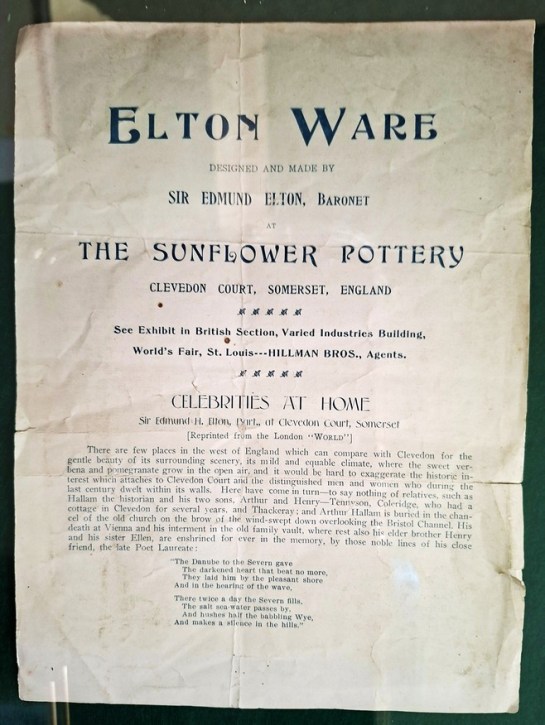 ELTON WARE
DESIGNED AND MADE BY
SIR EDMUND ELTON, BARONET
AT
THE SUNFLOWER POTTERY
CLEVEDON COURT, SOMERSET, ENGLAND
See Exhibit in British Section, Varied Industries Building,
World's Fair, St. Louis---HILLMAN BROS., Agents.
CELEBRITIES AT HOME
Sir Edmund H. Elton, Bart., at Clevedon Court, Somerset
[Reprinted from the London "WORLD"]
There are few places in the west of England which can compare with Clevedon for the
gentle beauty of its surrounding scenery, its mild and equable climate, where the sweet ver-
bena and pomegranate grow in the open air, and it would be hard to exaggerate the historic in-
terest which attaches to Clevedon Court and the distinguished men and women who during the
last century dwelt within its walls. Here have come in turn—to say nothing of relatives, such as
Hallam the historian and his two sons, Arthur and Henry—Tennyson, Coleridge, who had a
cottage in Clevedon for several years, and Thackeray; and Arthur Hallam is buried in the chan-
cel of the old church on the brow of the wind-swept down overlooking the Bristol Channel. His
death at Vienna and his interment in the old family vault, where rest also his elder brother Henry
and his sister Ellen, are enshrined for ever in the memory, by those noble lines of his close
friend, the late Poet Laureate:
"The Danube to the Severn gave
The darkened heart that beat no more,
They laid him by the pleasant shore
And in the hearing of the wave.
There twice a day the Severn fills,
The salt sea-water passes by,
And hushes half the babbling Wye,
And makes a silence in the hills."